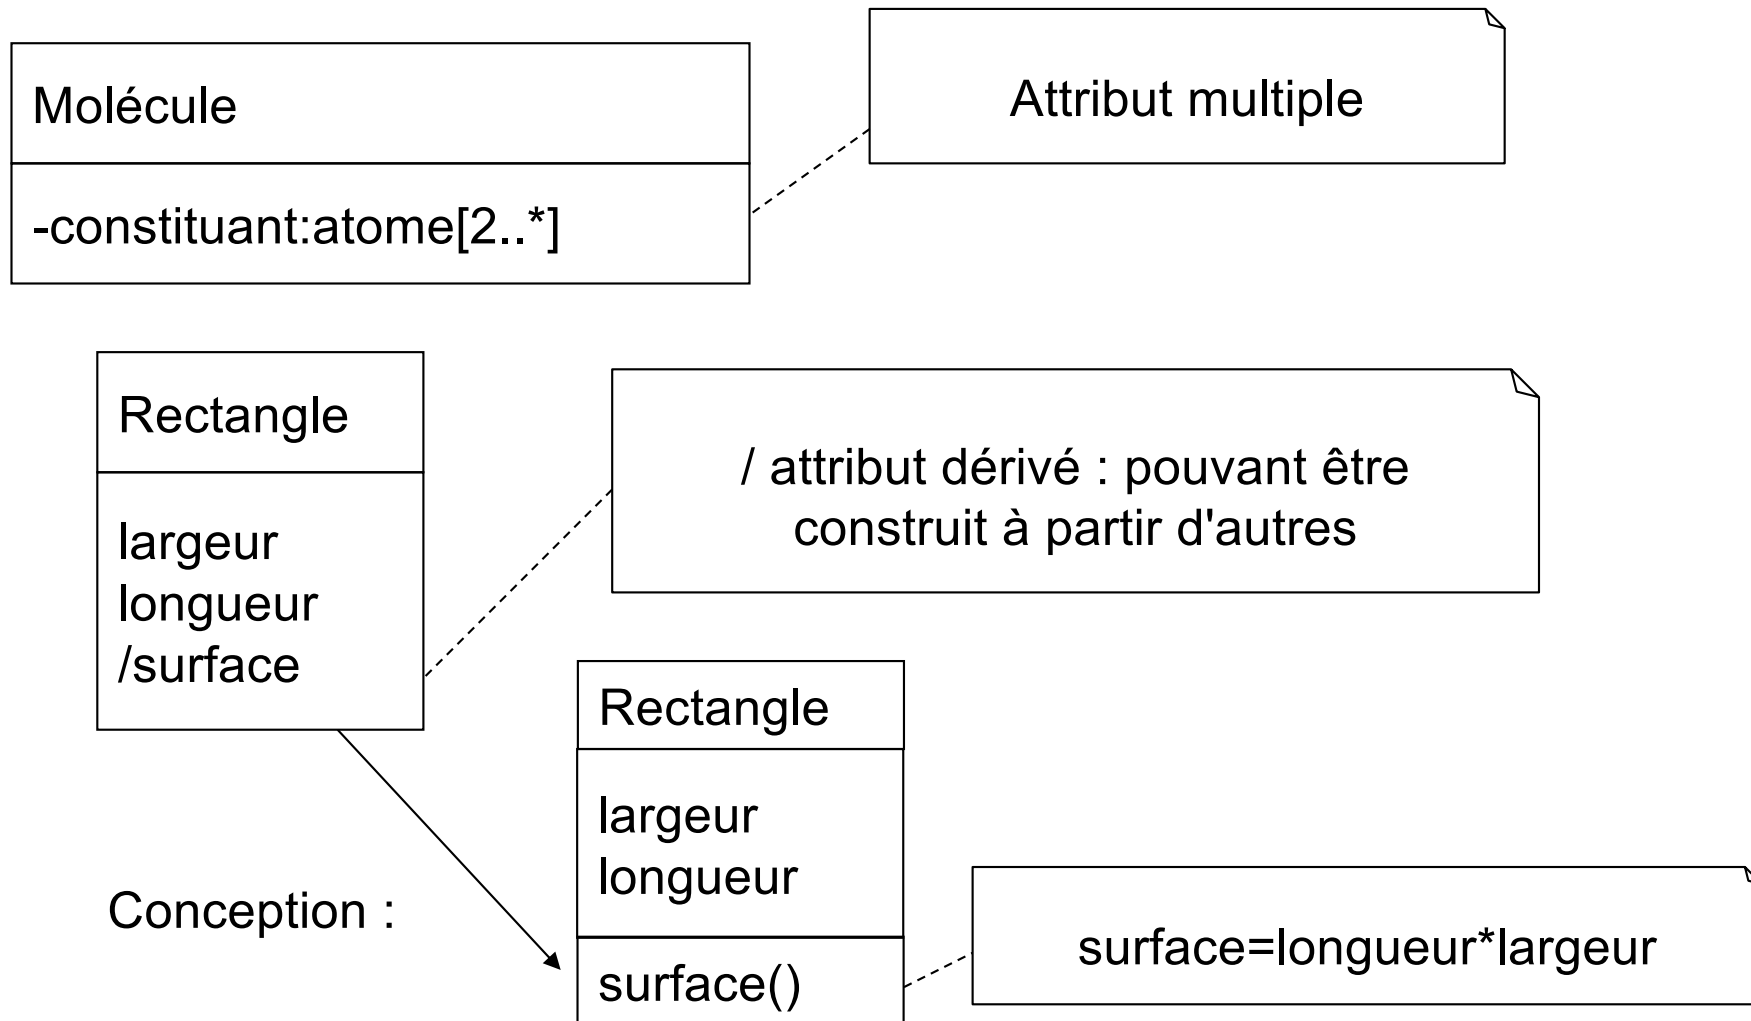 Molécule
Attribut multiple
-constituant:atome[2..*]
Rectangle
largeur
longueur
/surface
/ attribut dérivé : pouvant être
construit à partir d'autres
Rectangle
largeur
longueur
surface()
Conception :
surface=longueur*largeur